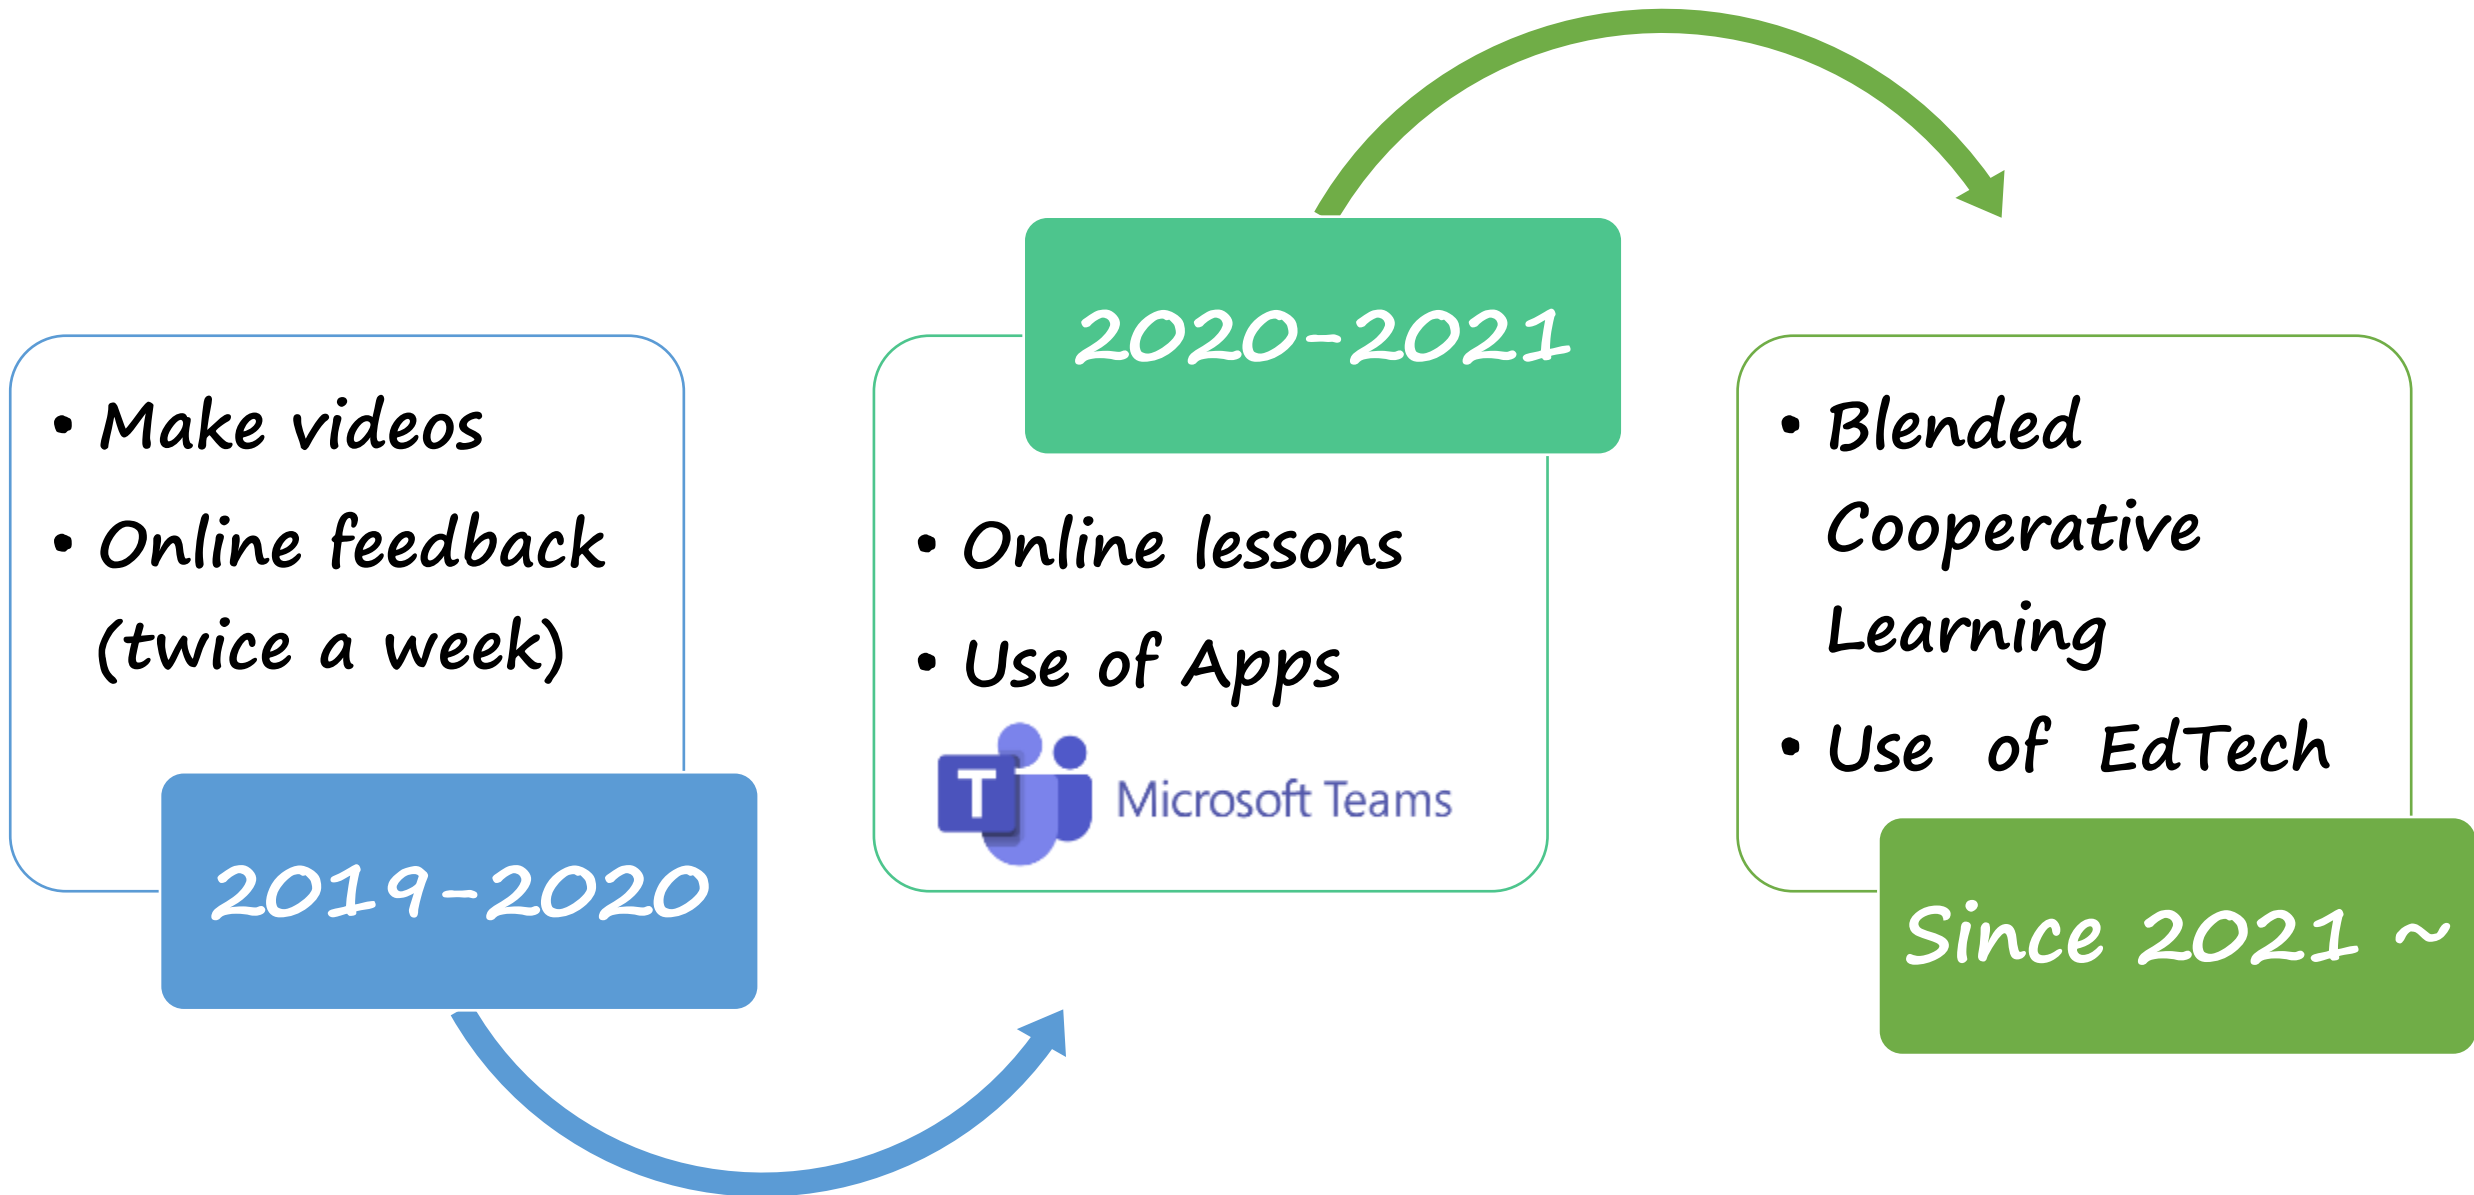 • Make videos
• Online feedback
(twice a week)
2019-2020
2020-2021
• Online lessons
• Use of Apps
T
Microsoft Teams
• Blended
Cooperative
Learning
• Use of EdTech
Since 2021 ~